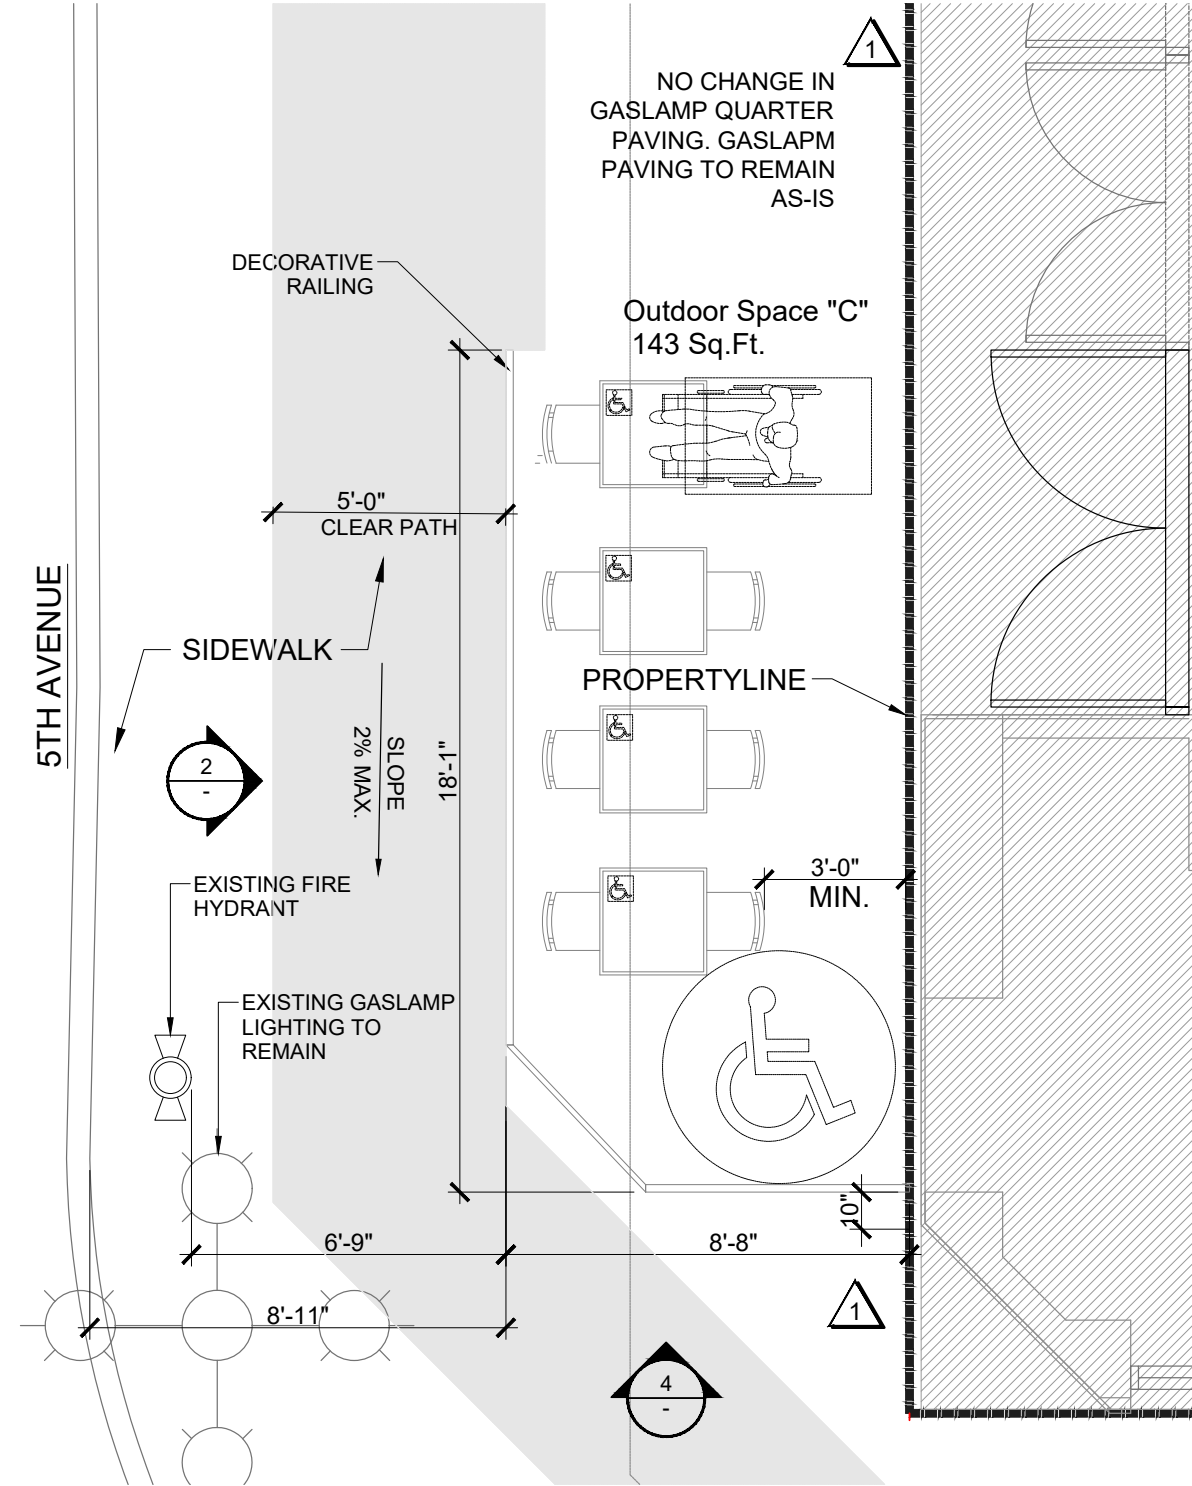 1
NO CHANGE IN
GASLAMP QUARTER
PAVING. GASLAPM
PAVING TO REMAIN
AS-IS
DECORATIVE
RAILING
Outdoor Space "C"
143 Sq.Ft.
5'-0"
CLEAR PATH
5TH AVENUE
SIDEWALK
PROPERTYLINE
SLOPE
2% MAX.
18'-1"
2
-
3'-0"
MIN.
EXISTING FIRE
HYDRANT
EXISTING GASLAMP
LIGHTING TO
REMAIN
10"
6'-9"
8'-8"
8'-11"
1
4
-